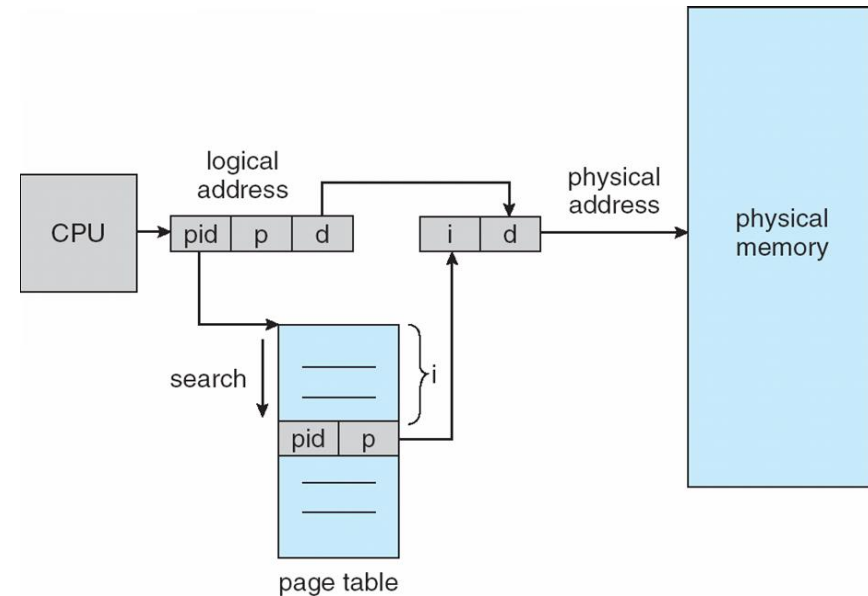 logical
address
physical
address
CPU
pid p d
i d
physical
memory
search
i
pid p
page table